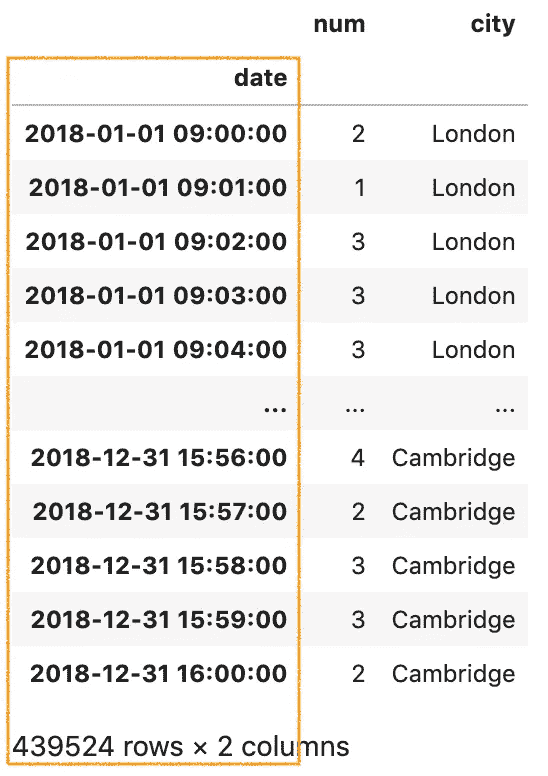 num city
date
2018-01-01 09:00:00 2 London
2018-01-01 09:01:00 1 London
2018-01-01 09:02:00 3 London
2018-01-01 09:03:00 3 London
2018-01-01 09:04:00 3 London
... ... ...
2018-12-31 15:56:00 4 Cambridge
2018-12-31 15:57:00 2 Cambridge
2018-12-31 15:58:00 3 Cambridge
2018-12-31 15:59:00 3 Cambridge
2018-12-31 16:00:00 2 Cambridge
439524 rows × 2 columns